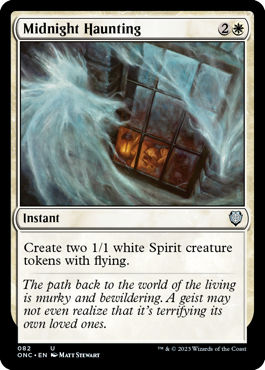 Midnight Haunting 2
Instant
Create two 1/1 white Spirit creature
tokens with flying.
The path back to the world of the living
is murky and bewildering. A geist may
not even realize that it's terrifying its
own loved ones.
082 U
ONC • EN Matt Stewart
™ & © 2023 Wizards of the Coast